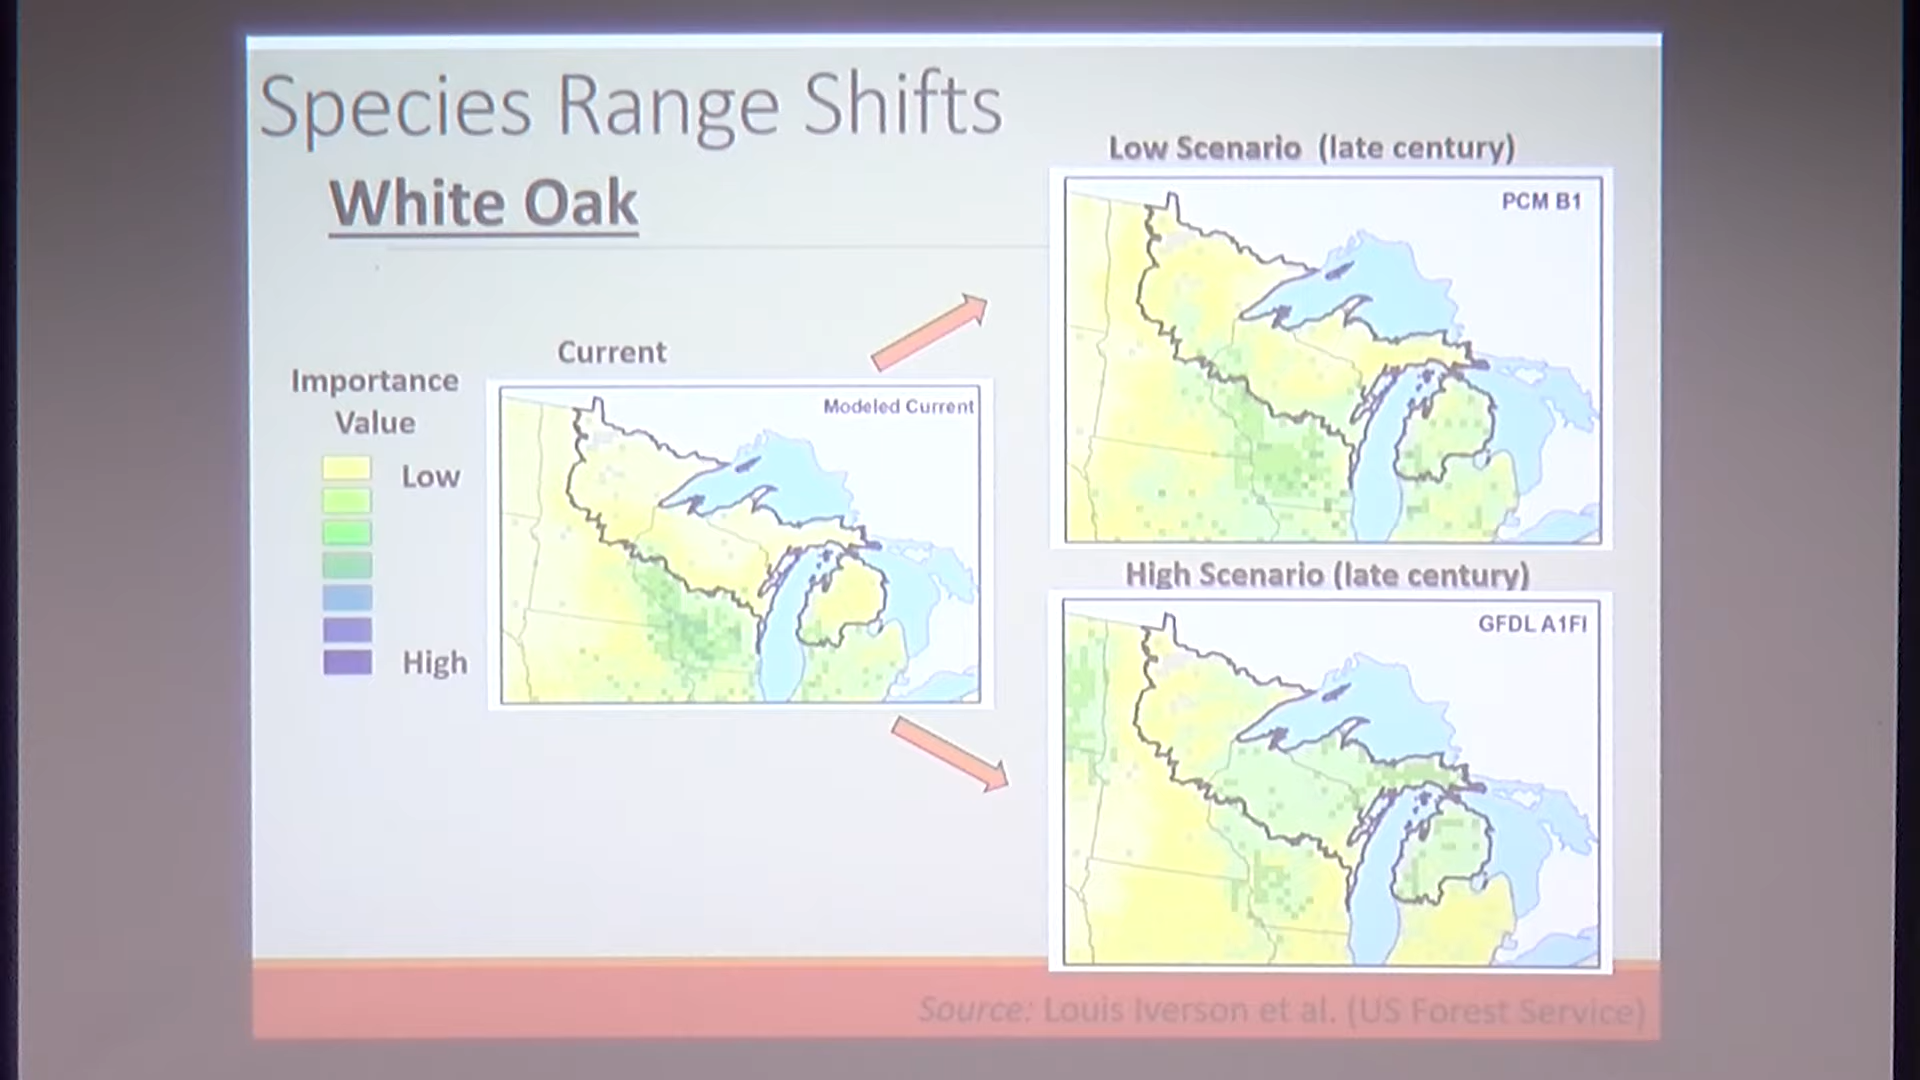 Species Range Shifts
White Oak
Low Scenario (late century)
PCM B1
Current
Importance
Value
Low
High
Modeled Current
High Scenario (late century)
GFDL A1FI
Source: Louis Iverson et al. (US Forest Service)